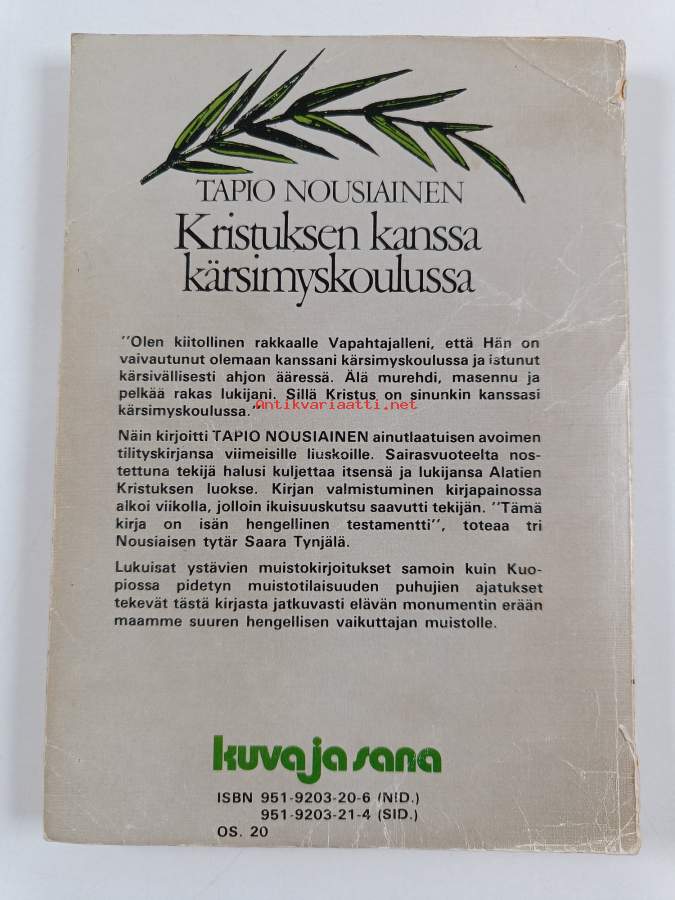 TAPIO NOUSIAINEN
Kristuksen kanssa
kärsimyskoulussa
"Olen kiitollinen rakkaalle Vapahtajalleni, että Hän on
vaivautunut olemaan kanssani kärsimyskoulussa ja istunut
kärsivällisesti ahjon ääressä. Älä murehdi, masennu ja
pelkää rakas lukijani. Sillä Kristus on sinunkin kanssasi
kärsimyskoulussa."
Antikvariaatti.net
Näin kirjoitti TAPIO NOUSIAINEN ainutlaatuisen avoimen
tilityskirjansa viimeisille liuskoille. Sairasvuoteelta nos-
tettuna tekijä halusi kuljettaa itsensä ja lukijansa Alatien
Kristuksen luokse. Kirjan valmistuminen kirjapainossa
alkoi viikolla, jolloin ikuisuuskutsu saavutti tekijän. "Tämä
kirja on isän hengellinen testamentti", toteaa tri
Nousiaisen tytär Saara Tynjälä.
Lukuisat ystävien muistokirjoitukset samoin kuin Kuo-
piossa pidetyn muistotilaisuuden puhujien ajatukset
tekevät tästä kirjasta jatkuvasti elävän monumentin erään
maamme suuren hengellisen vaikuttajan muistolle.
kuva ja sana
ISBN 951-9203-20-6 (NID.)
951-9203-21-4 (SID.)
OS. 20